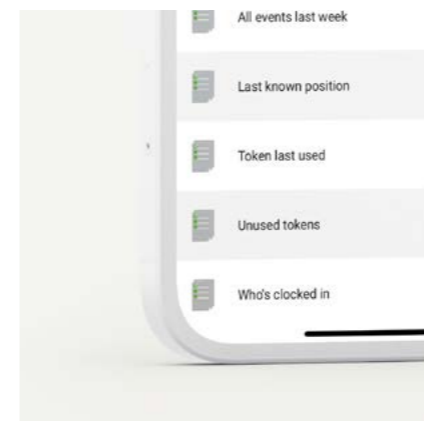 All events last week
Last known position
Token last used
Unused tokens
Who's clocked in